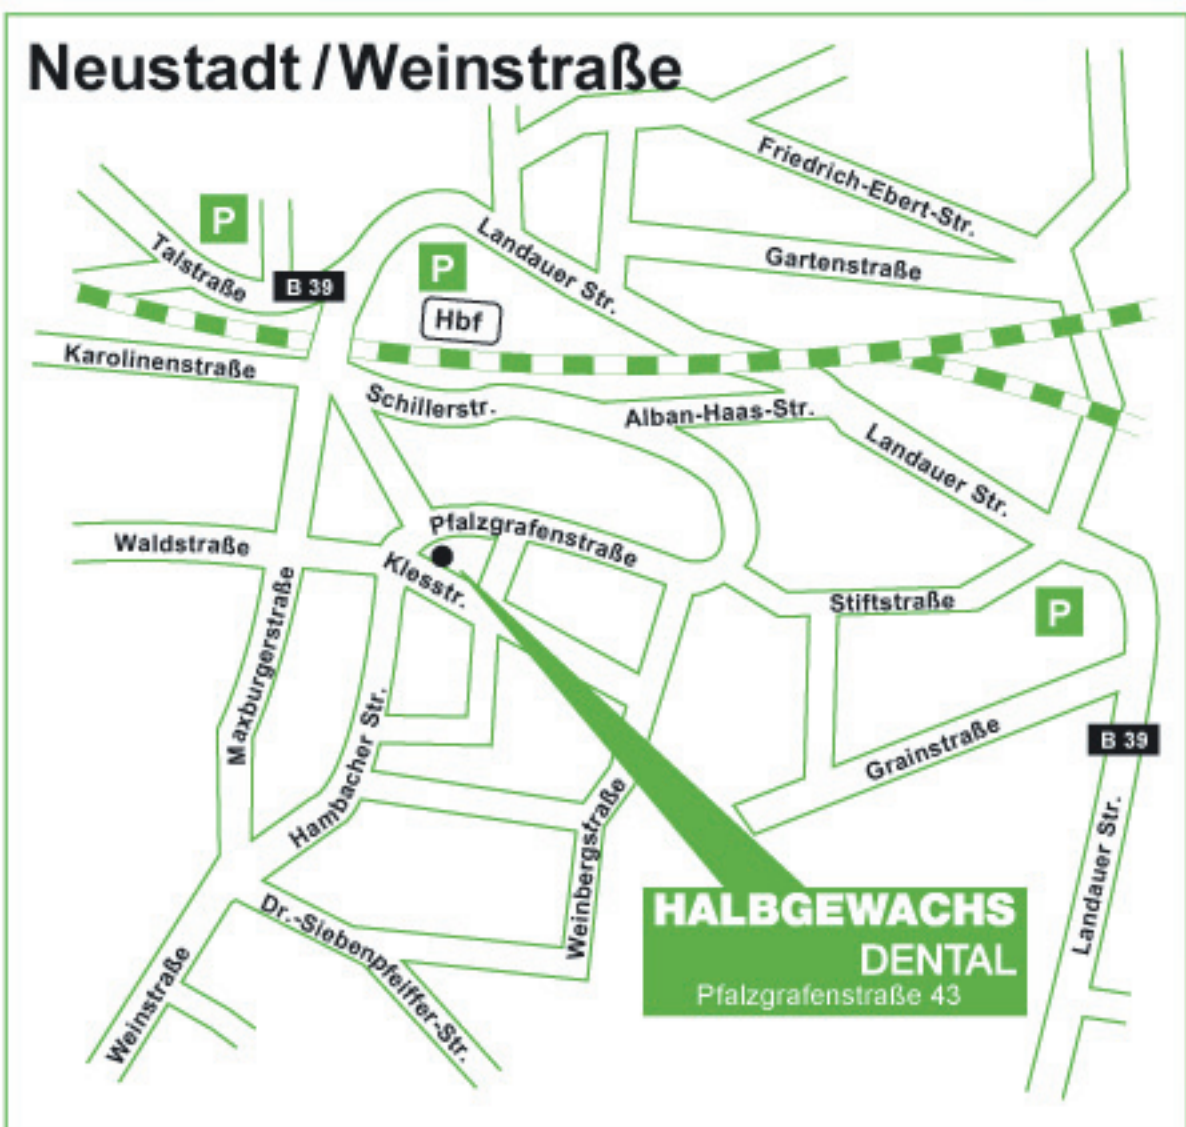 Neustadt / Weinstraße
Friedrich-Ebert-Str.
P
Landauer Str.
Talstraße
P
Gartenstraße
B 39
Hbf
Karolinenstraße
Schillerstr.
Alban-Haas-Str.
Landauer Str.
Pfalzgrafenstraße
Waldstraße
Klesstr.
Stiftstraße
P
Maxburgerstraße
Hambacher Str.
Grainstraße
B 39
Weinbergstraße
Landauer Str.
HALBGEWACHS
DENTAL
Pfalzgrafenstraße 43
Dr.-Siebenpfeiffer-Str.
Weinstraße